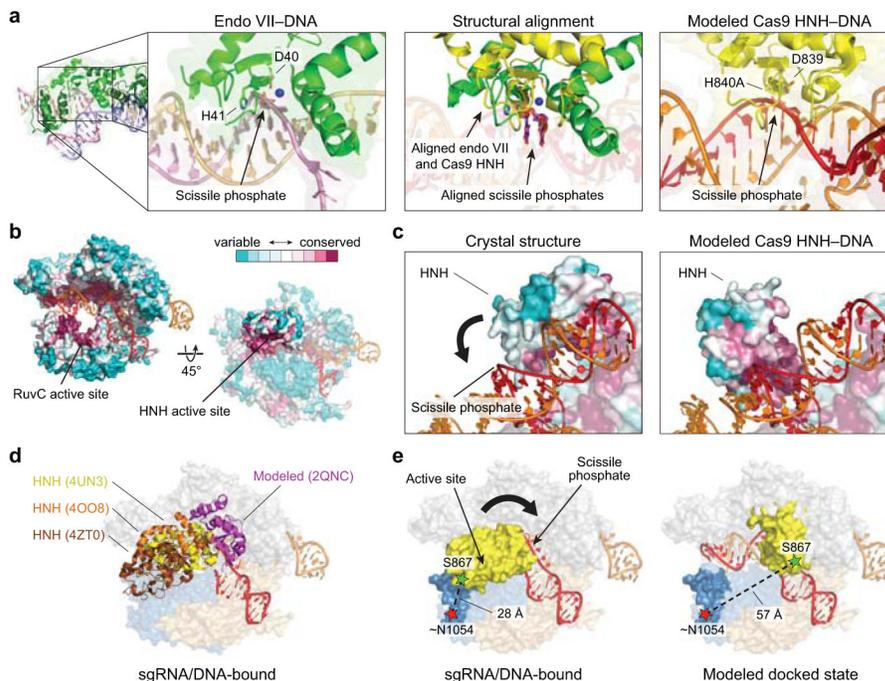 a
Endo VII–DNA
Structural alignment
Modeled Cas9 HNH–DNA
D40
H41
Scissile phosphate
Aligned endo VII
and Cas9 HNH
Aligned scissile phosphates
D839
H840A
Scissile phosphate
b
variable ↔ conserved
RuvC active site
45°
HNH active site
c
Crystal structure
Modeled Cas9 HNH–DNA
HNH
Scissile phosphate
HNH
d
HNH (4UN3)
HNH (4OO8)
HNH (4ZT0)
Modeled (2QNC)
sgRNA/DNA-bound
e
Active site
Scissile
phosphate
S867
28 Å
~N1054
sgRNA/DNA-bound
S867
57 Å
~N1054
Modeled docked state